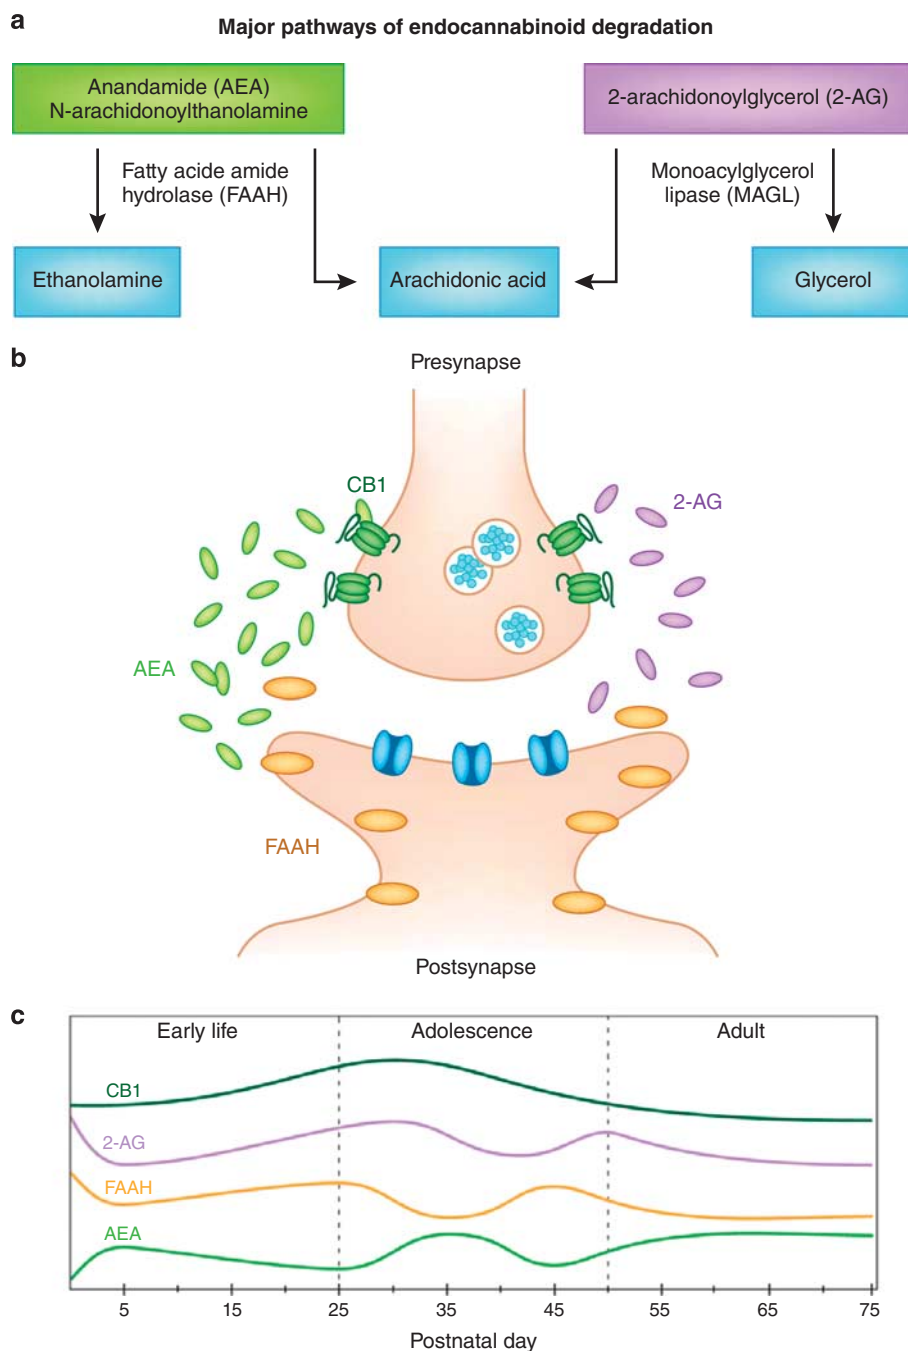 a
Major pathways of endocannabinoid degradation
Anandamide (AEA)
N-arachidonoylthanolamine
2-arachidonoylglycerol (2-AG)
Fatty acide amide
hydrolase (FAAH)
Monoacylglycerol
lipase (MAGL)
Ethanolamine
Arachidonic acid
Glycerol
b
Presynapse
CB1
2-AG
AEA
FAAH
Postsynapse
c
Early life
Adolescence
Adult
CB1
2-AG
FAAH
AEA
5
15
25
35
45
55
65
75
Postnatal day